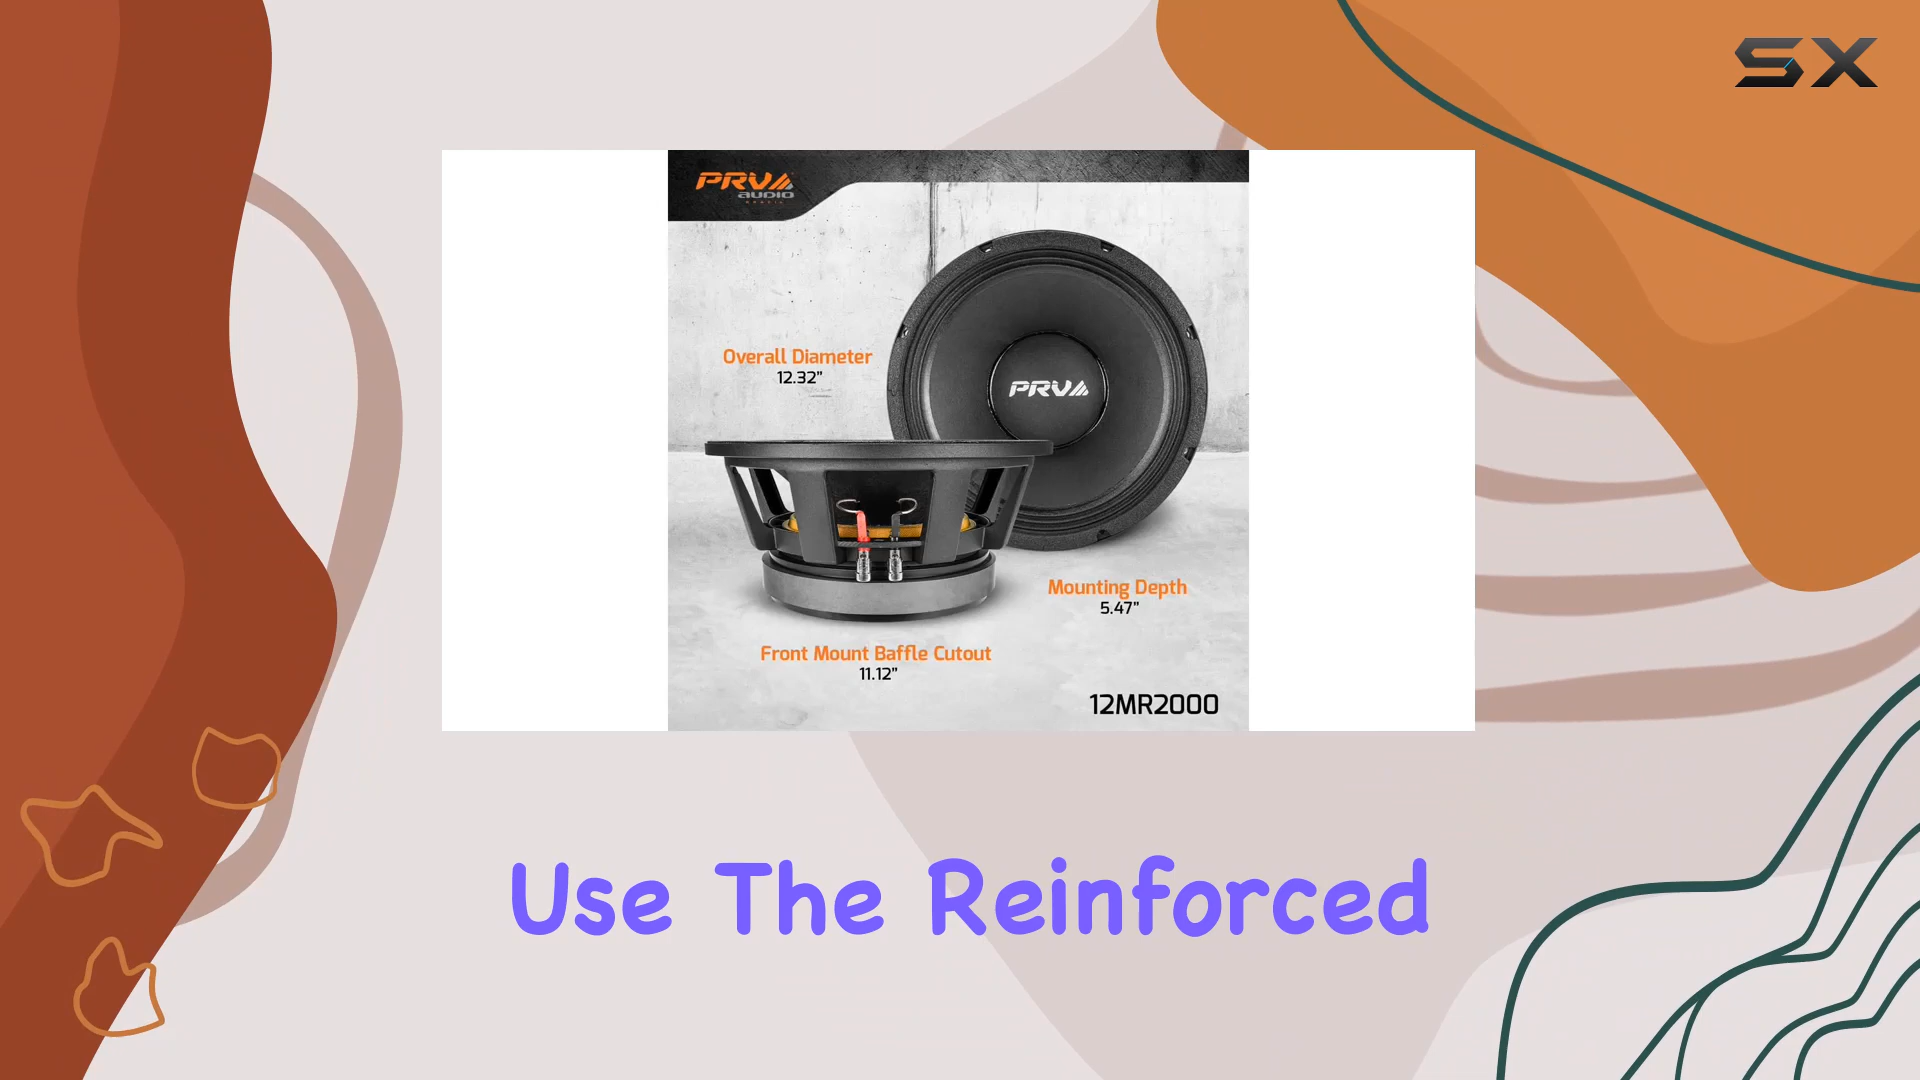 SX
PRV
AUDIO
Overall Diameter
12.32”
PRV
Mounting Depth
5.47”
Front Mount Baffle Cutout
11.12”
12MR2000
Use The Reinforced